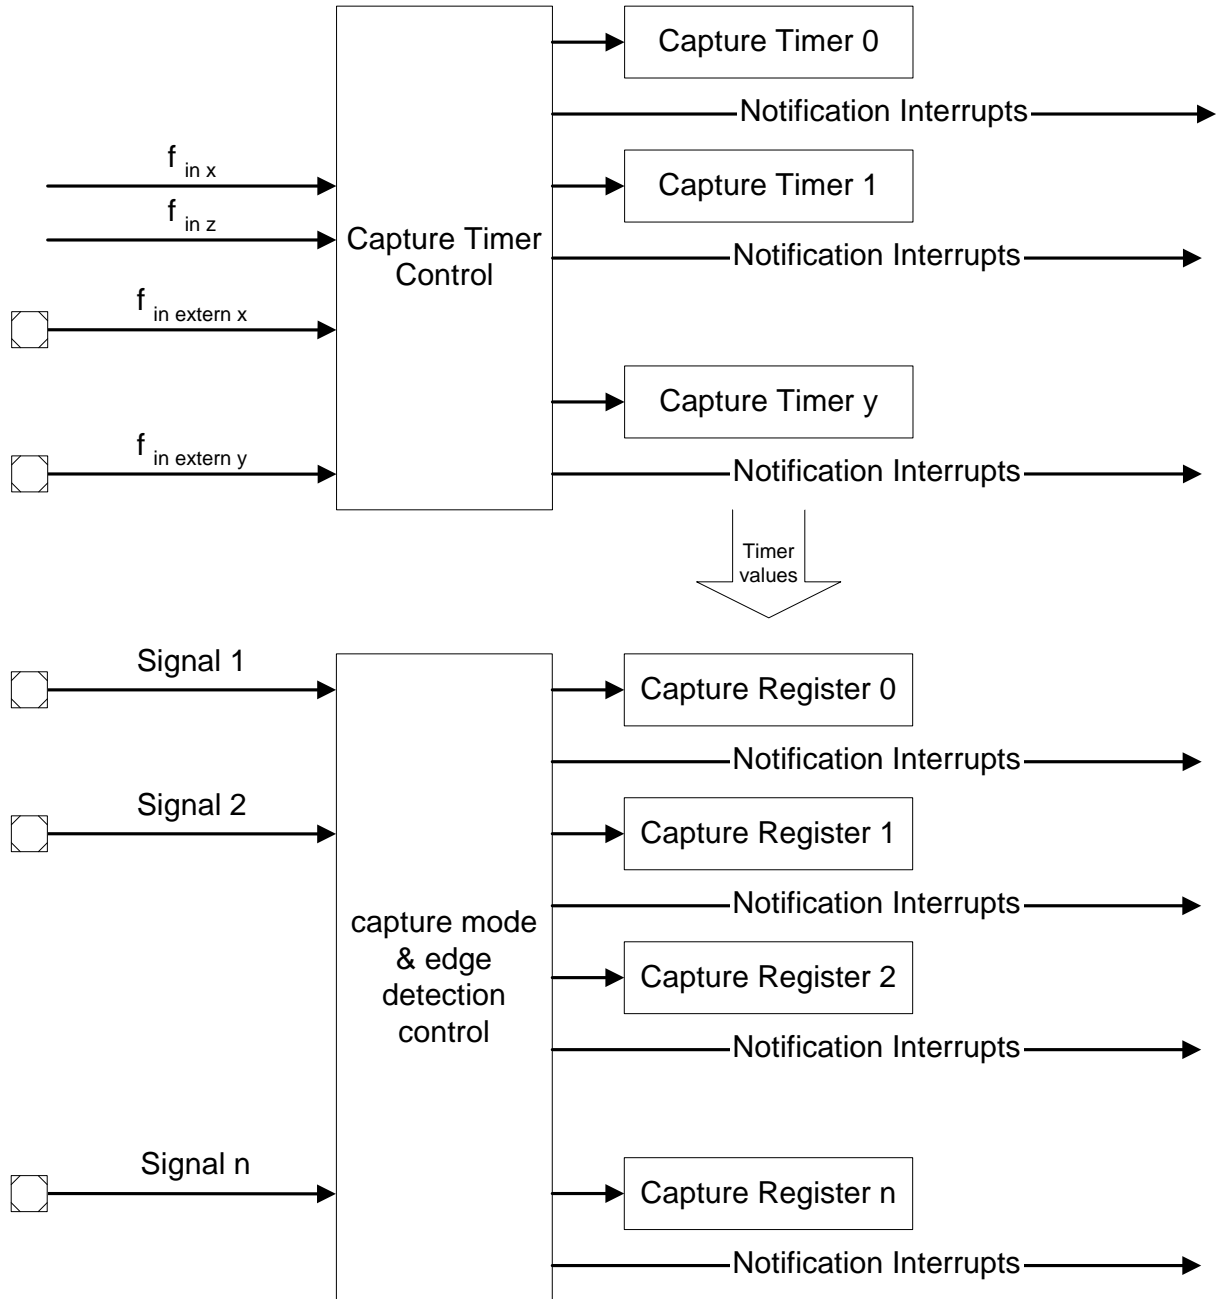 Capture Timer 0
Notification Interrupts
f in x
Capture Timer 1
f in z
Capture Timer
Control
Notification Interrupts
f in extern x
Capture Timer y
f in extern y
Notification Interrupts
Timer
values
Signal 1
Capture Register 0
Notification Interrupts
Signal 2
Capture Register 1
Notification Interrupts
capture mode
& edge
detection
control
Capture Register 2
Notification Interrupts
Signal n
Capture Register n
Notification Interrupts